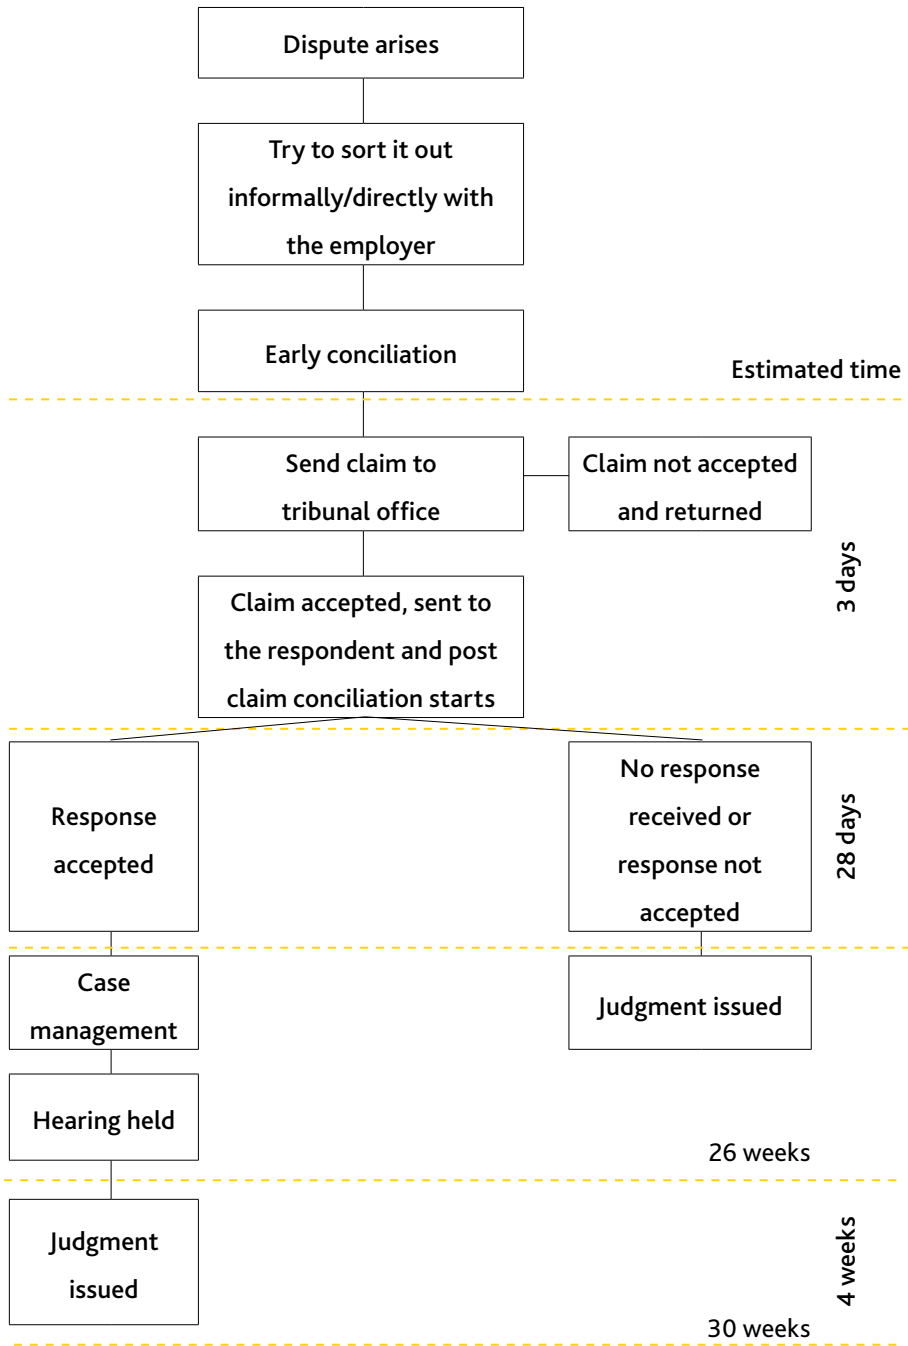 Dispute arises
Try to sort it out
informally/directly with
the employer
Early conciliation
Estimated time
Send claim to
tribunal office
Claim not accepted
and returned
3 days
Claim accepted, sent to
the respondent and post
claim conciliation starts
Response
accepted
No response
received or
response not
accepted
28 days
Case
management
Judgment issued
Hearing held
26 weeks
Judgment
issued
4 weeks
30 weeks